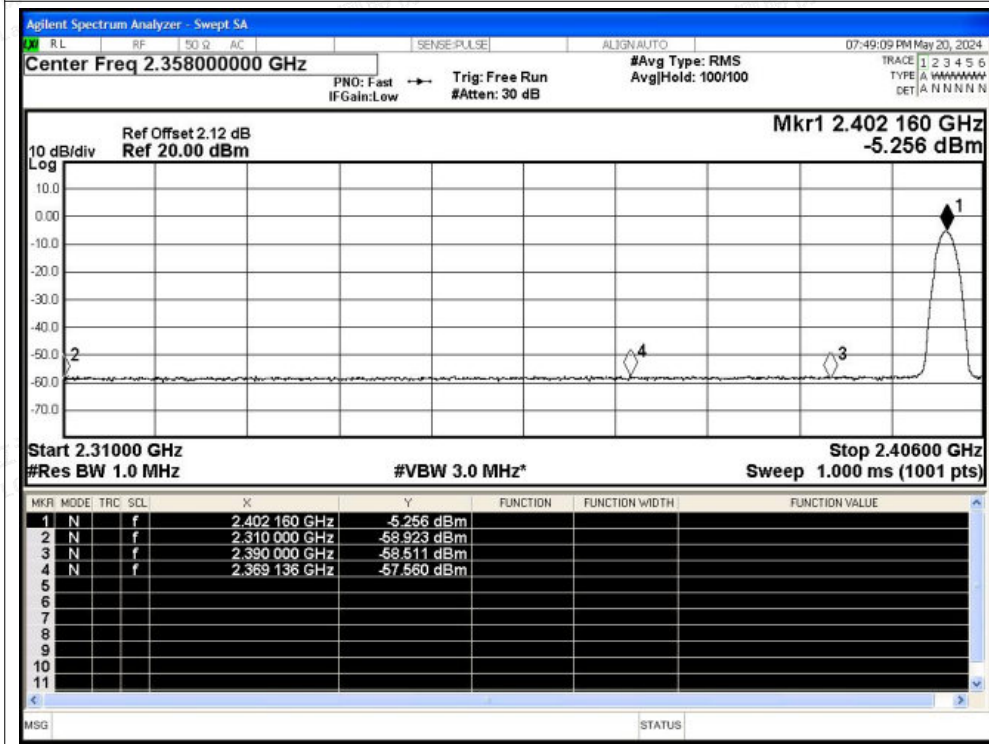 Agilent Spectrum Analyzer - Swept SA
LXI RL RF 50 Ω AC SENSE:PULSE ALIGNAUTO 07:49:09 PM May 20, 2024
Center Freq 2.358000000 GHz #Avg Type: RMS TRACE 1 2 3 4 5 6
PNO: Fast Trig: Free Run Avg|Hold: 100/100 TYPE A WWWWW
IFGain:Low #Atten: 30 dB DET A N N N N N
Ref Offset 2.12 dB Mkr1 2.402 160 GHz
10 dB/div Ref 20.00 dBm -5.256 dBm
Log
10.0
0.00 1
-10.0
-20.0
-30.0
-40.0
-50.0 2 4 3
-60.0
-70.0
Start 2.31000 GHz Stop 2.40600 GHz
#Res BW 1.0 MHz #VBW 3.0 MHz* Sweep 1.000 ms (1001 pts)
MKR MODE TRC SCL X Y FUNCTION FUNCTION WIDTH FUNCTION VALUE
1 N f 2.402 160 GHz -5.256 dBm
2 N f 2.310 000 GHz -58.923 dBm
3 N f 2.390 000 GHz -58.511 dBm
4 N f 2.369 136 GHz -57.560 dBm
5
6
7
8
9
10
11
MSG STATUS